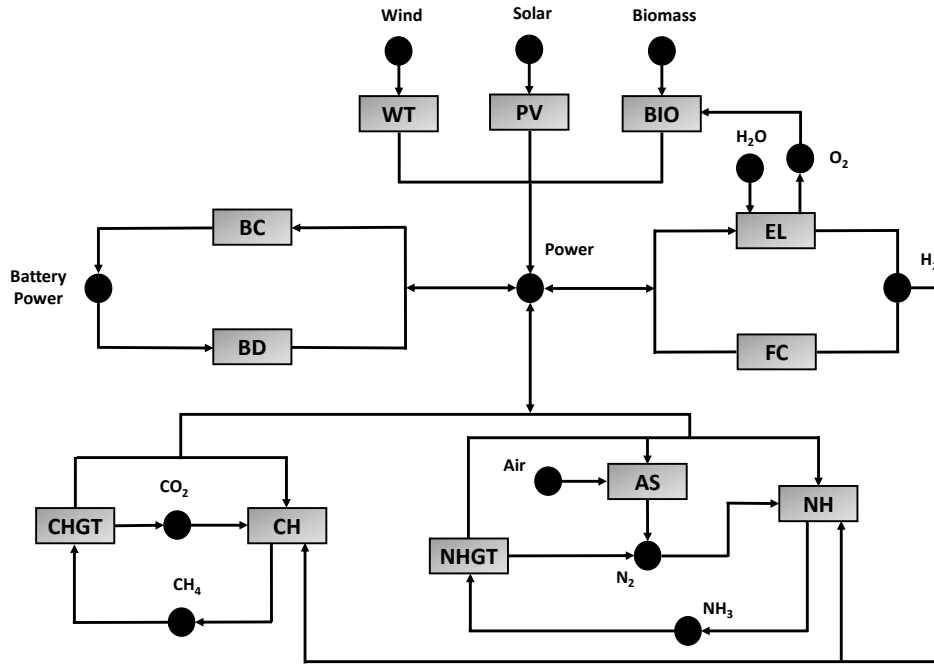 Wind
Solar
Biomass
WT
PV
BIO
H₂O
O₂
BC
EL
Power
H₂
Battery
Power
BD
FC
Air
AS
CO₂
NH
CHGT
CH
NHGT
N₂
CH₄
NH₃